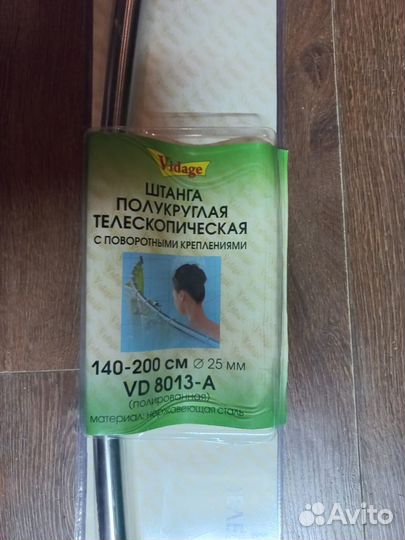 Vidage
ШТАНГА
ПОЛУКРУГЛАЯ
ТЕЛЕСКОПИЧЕСКАЯ
С ПОВОРОТНЫМИ КРЕПЛЕНИЯМИ
140-200 см ⌀ 25 мм
VD 8013-A
(полированная)
материал: нержавеющая сталь
Avito